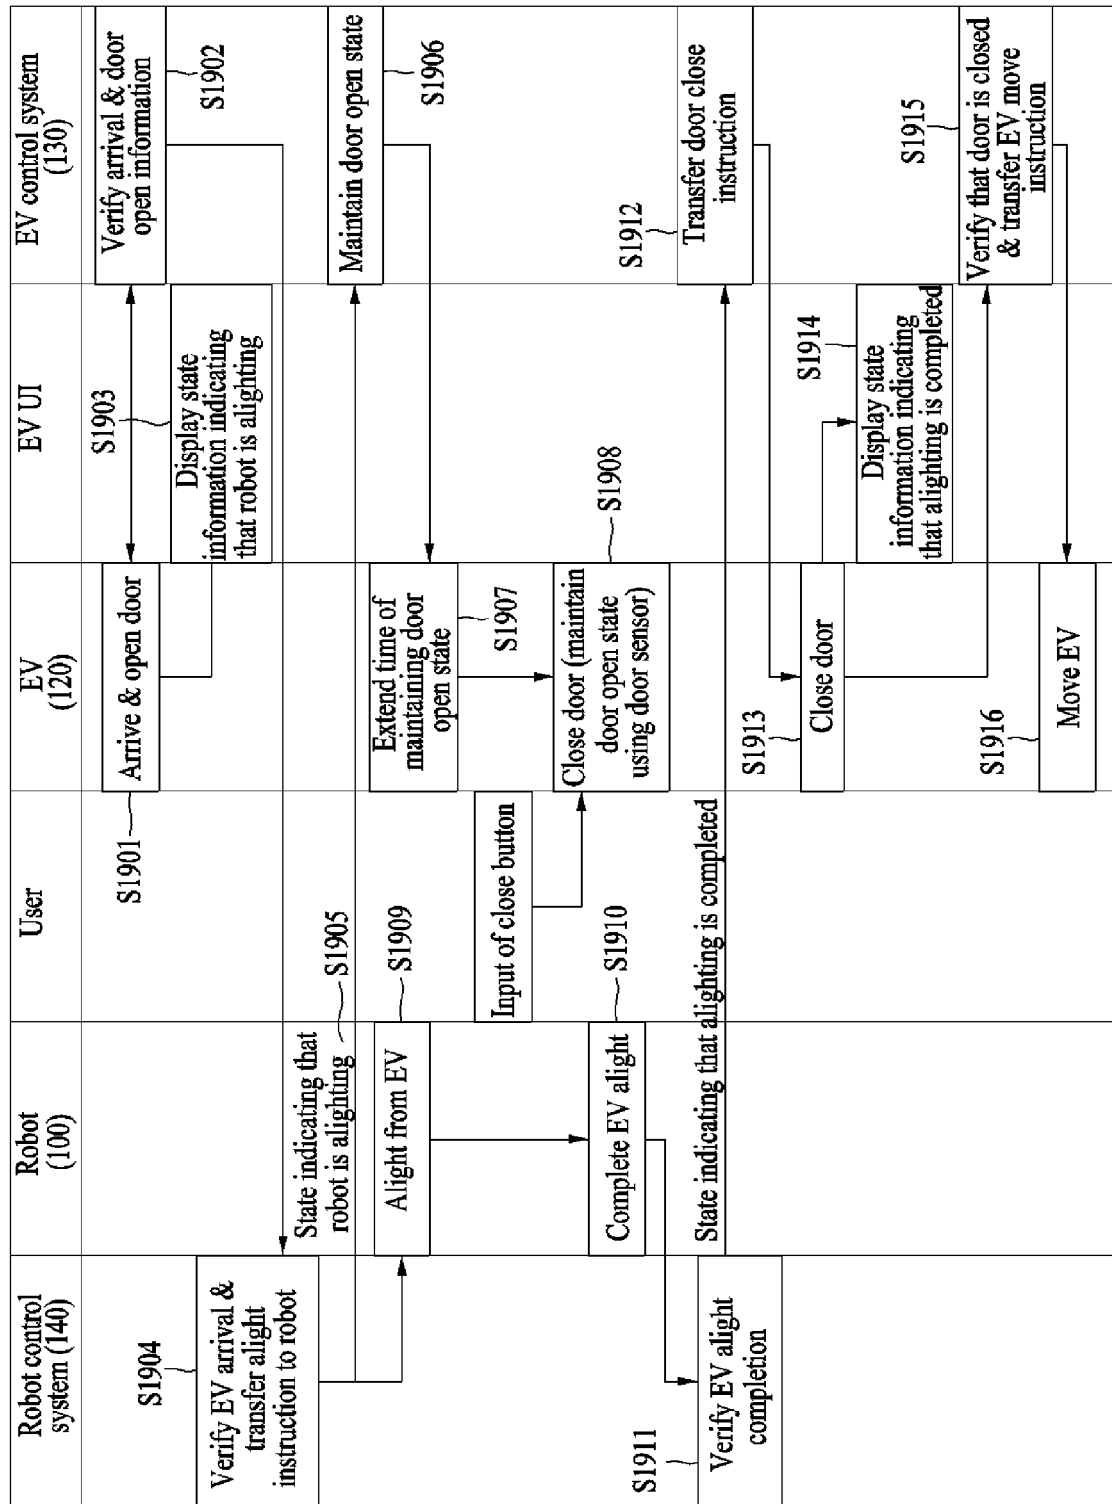 Robot control
system (140)
Robot
(100)
User
EV
(120)
EV UI
EV control system
(130)
S1901
Arrive & open door
Verify arrival & door
open information
S1902
S1903
Display state
information indicating
that robot is alighting
S1904
Verify EV arrival &
transfer alight
instruction to robot
State indicating that
robot is alighting
S1905
Maintain door open state
S1906
Alight from EV
S1909
Extend time of
maintaining door
open state
S1907
Input of close button
Close door (maintain
door open state
using door sensor)
S1908
Complete EV alight
S1910
S1911
Verify EV alight
completion
State indicating that alighting is completed
S1912
Transfer door close
instruction
S1913
Close door
S1914
Display state
information indicating
that alighting is completed
S1915
Verify that door is closed
& transfer EV move
instruction
S1916
Move EV